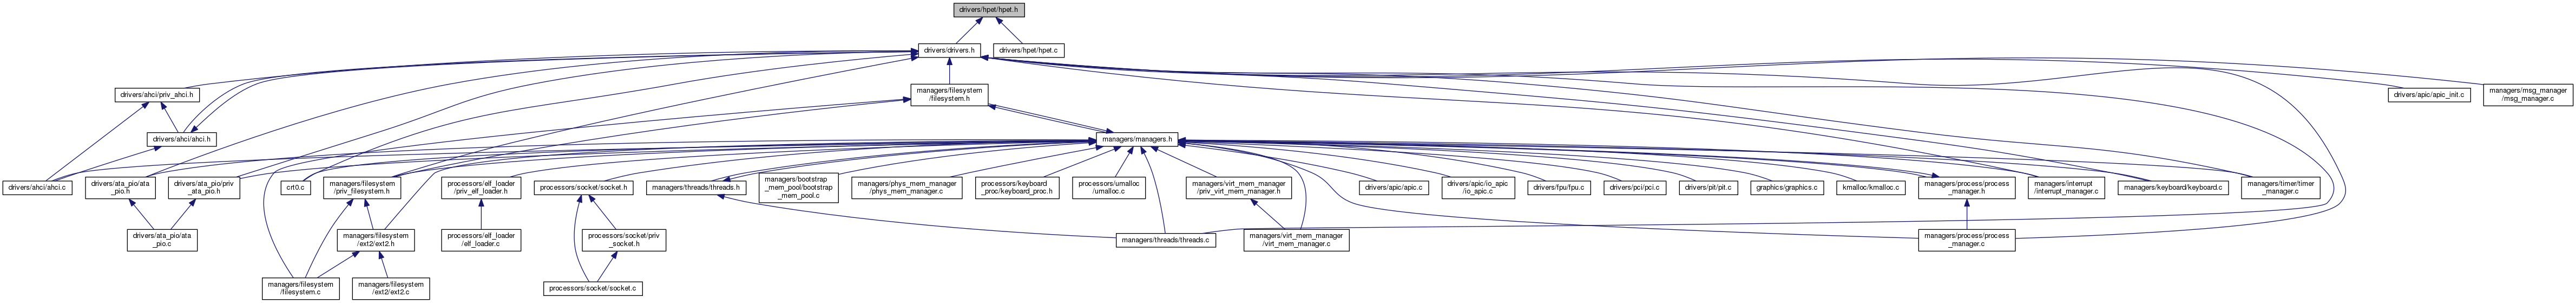 drivers/hpet/hpet.h
drivers/drivers.h
drivers/hpet/hpet.c
drivers/ahci/priv_ahci.h
managers/filesystem
/filesystem.h
drivers/apic/apic_init.c
managers/msg_manager
/msg_manager.c
drivers/ahci/ahci.h
managers/managers.h
drivers/ahci/ahci.c
drivers/ata_pio/ata
_pio.h
drivers/ata_pio/priv
_ata_pio.h
crt0.c
managers/filesystem
/priv_filesystem.h
processors/elf_loader
/priv_elf_loader.h
processors/socket/socket.h
managers/threads/threads.h
managers/bootstrap
_mem_pool/bootstrap
_mem_pool.c
managers/phys_mem_manager
/phys_mem_manager.c
processors/keyboard
_proc/keyboard_proc.h
processors/umalloc
/umalloc.c
managers/virt_mem_manager
/priv_virt_mem_manager.h
drivers/apic/apic.c
drivers/apic/io_apic
/io_apic.c
drivers/fpu/fpu.c
drivers/pci/pci.c
drivers/pit/pit.c
graphics/graphics.c
kmalloc/kmalloc.c
managers/process/process
_manager.h
managers/interrupt
/interrupt_manager.c
managers/keyboard/keyboard.c
managers/timer/timer
_manager.c
drivers/ata_pio/ata
_pio.c
managers/filesystem
/ext2/ext2.h
processors/elf_loader
/elf_loader.c
processors/socket/priv
_socket.h
managers/threads/threads.c
managers/virt_mem_manager
/virt_mem_manager.c
managers/process/process
_manager.c
managers/filesystem
/filesystem.c
managers/filesystem
/ext2/ext2.c
processors/socket/socket.c